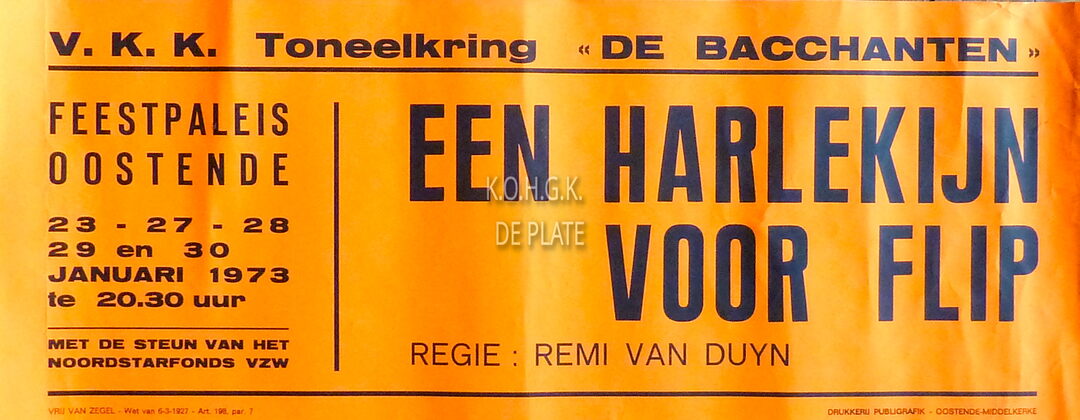 V. K. K. Toneelkring « DE BACCHANTEN »
FEESTPALEIS
OOSTENDE
23 - 27 - 28
29 en 30
JANUARI 1973
te 20.30 uur
MET DE STEUN VAN HET
NOORDSTARFONDS VZW
EEN HARLEKIJN
VOOR FLIP
REGIE : REMI VAN DUYN
K.O.H.G.K.
DE PLATE
VRIJ VAN ZEGEL - Wet van 6-3-1927 - Art. 198, par. 7
DRUKKERIJ PUBLIGRAFIK - OOSTENDE-MIDDELKERKE